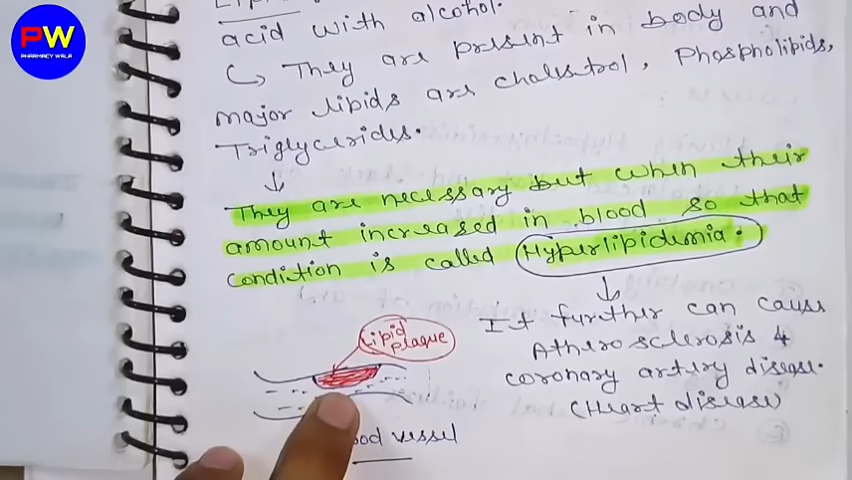 PW
PHARMACY WALA
acid with alcohol.
↳ They are present in body and
major lipids are cholestrol, Phospholipids,
Triglycerides.
↓
They are necessary but when their
amount increased in blood so that
condition is called Hyperlipidemia.
↓
It further can cause
Atherosclerosis &
coronary artery disease.
(Heart disease)
Lipid
plaque
vessel